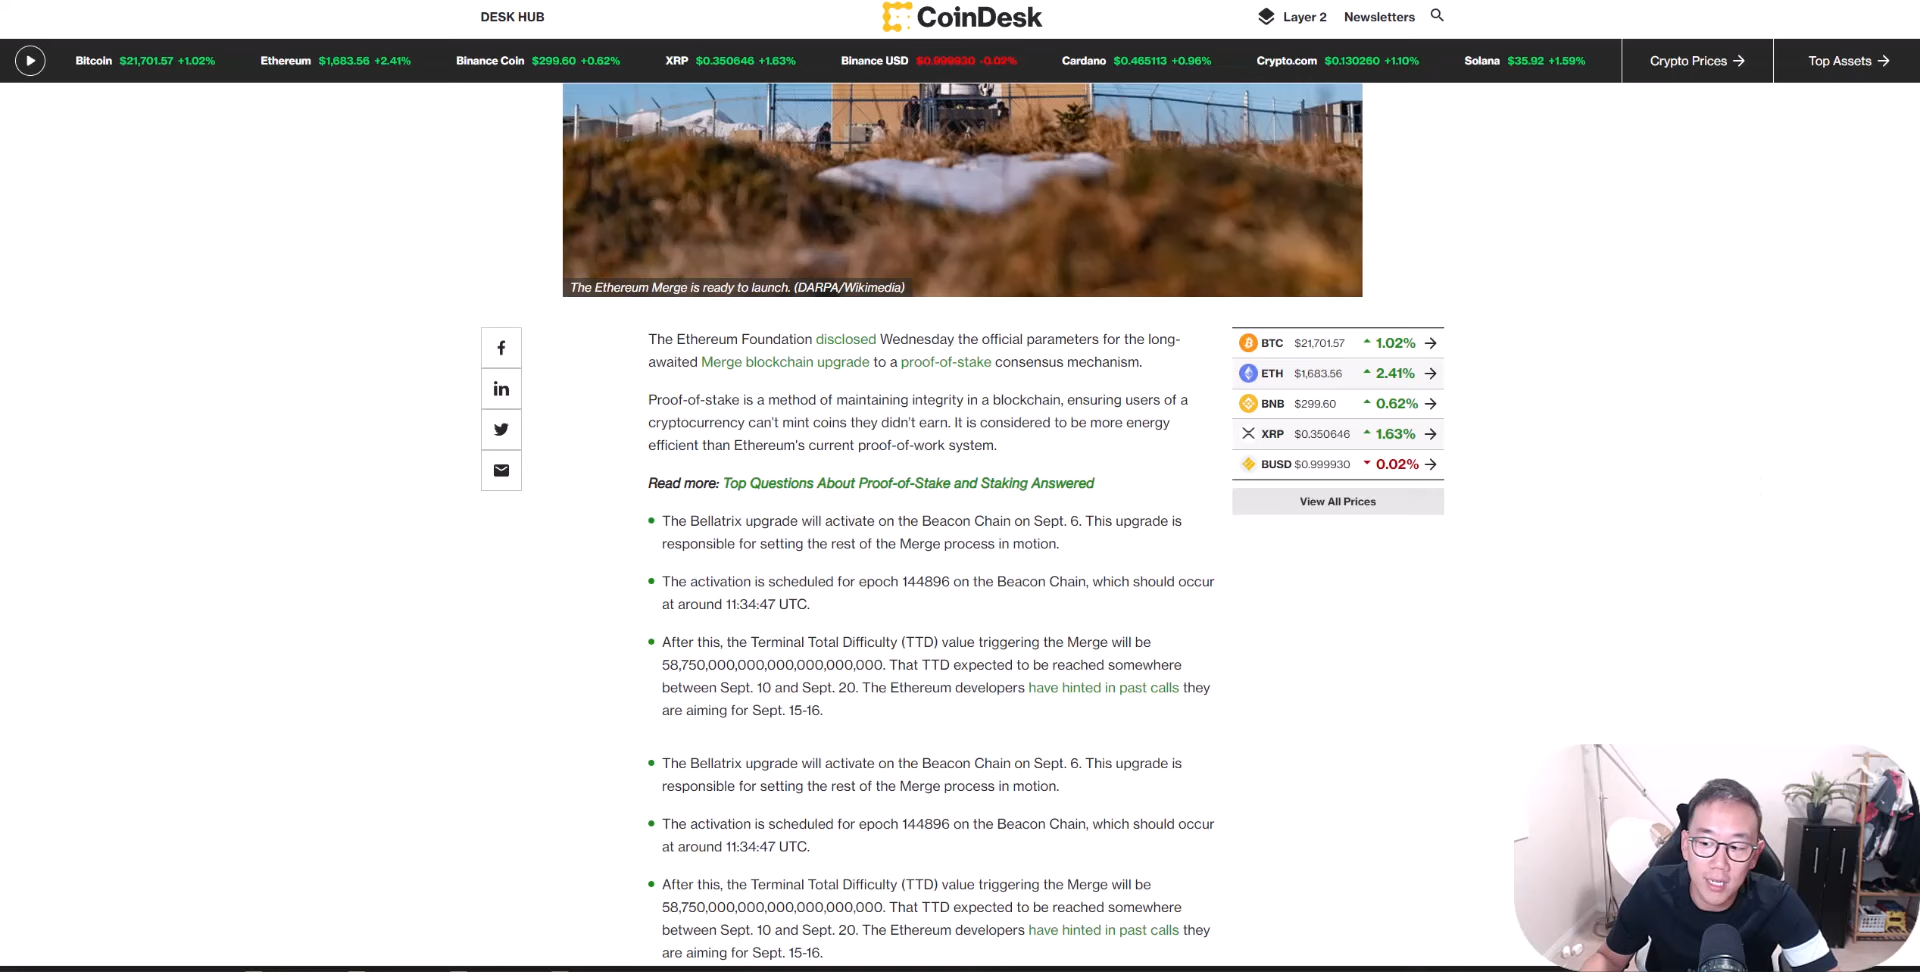 DESK HUB
CoinDesk
Layer 2
Newsletters
Bitcoin $21,701.57 +1.02%
Ethereum $1,683.56 +2.41%
Binance Coin $299.60 +0.62%
XRP $0.350646 +1.63%
Binance USD $0.999930 -0.02%
Cardano $0.465113 +0.96%
Crypto.com $0.130260 +1.10%
Solana $35.92 +1.59%
Crypto Prices
Top Assets
The Ethereum Merge is ready to launch. (DARPA/Wikimedia)
The Ethereum Foundation disclosed Wednesday the official parameters for the long-
awaited Merge blockchain upgrade to a proof-of-stake consensus mechanism.
Proof-of-stake is a method of maintaining integrity in a blockchain, ensuring users of a
cryptocurrency can't mint coins they didn't earn. It is considered to be more energy
efficient than Ethereum's current proof-of-work system.
Read more: Top Questions About Proof-of-Stake and Staking Answered
The Bellatrix upgrade will activate on the Beacon Chain on Sept. 6. This upgrade is
responsible for setting the rest of the Merge process in motion.
The activation is scheduled for epoch 144896 on the Beacon Chain, which should occur
at around 11:34:47 UTC.
After this, the Terminal Total Difficulty (TTD) value triggering the Merge will be
58,750,000,000,000,000,000,000. That TTD expected to be reached somewhere
between Sept. 10 and Sept. 20. The Ethereum developers have hinted in past calls they
are aiming for Sept. 15-16.
The Bellatrix upgrade will activate on the Beacon Chain on Sept. 6. This upgrade is
responsible for setting the rest of the Merge process in motion.
The activation is scheduled for epoch 144896 on the Beacon Chain, which should occur
at around 11:34:47 UTC.
After this, the Terminal Total Difficulty (TTD) value triggering the Merge will be
58,750,000,000,000,000,000,000. That TTD expected to be reached somewhere
between Sept. 10 and Sept. 20. The Ethereum developers have hinted in past calls they
are aiming for Sept. 15-16.
BTC $21,701.57 1.02%
ETH $1,683.56 2.41%
BNB $299.60 0.62%
XRP $0.350646 1.63%
BUSD $0.999930 0.02%
View All Prices